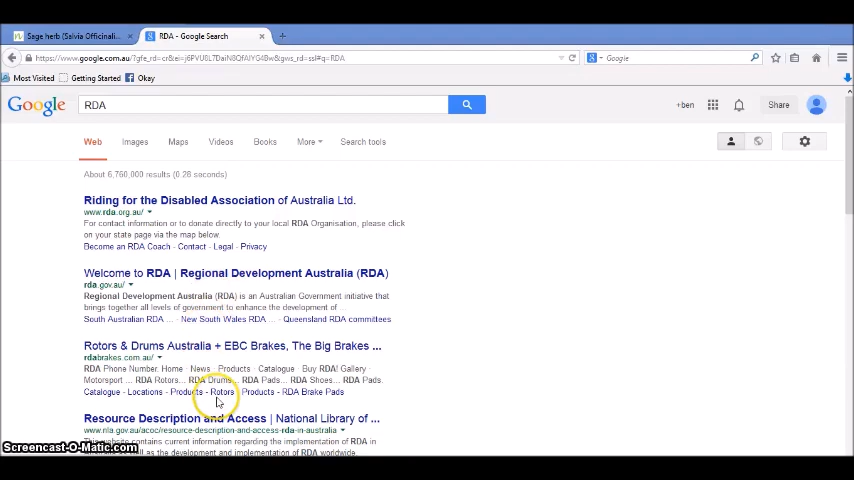 Sage herb (Salvia Officinali... × RDA - Google Search ×
https://www.google.com.au/?gfe_rd=cr&ei=j6PVU8L7DaiN8QfAlYG4Bw&gws_rd=ssl#q=RDA Google
Most Visited Getting Started Okay
Google RDA +ben Share
Web Images Maps Videos Books More Search tools
About 6,760,000 results (0.28 seconds)
Riding for the Disabled Association of Australia Ltd.
www.rda.org.au/
For contact information or to donate directly to your local RDA Organisation, please click
on your state page via the map below.
Become an RDA Coach - Contact - Legal - Privacy
Welcome to RDA | Regional Development Australia (RDA)
rda.gov.au/
Regional Development Australia (RDA) is an Australian Government initiative that
brings together all levels of government to enhance the development of ...
South Australian RDA ... - New South Wales RDA ... - Queensland RDA committees
Rotors & Drums Australia + EBC Brakes, The Big Brakes ...
rdabrakes.com.au/
RDA Phone Number. Home · News · Products · Catalogue · Buy RDA! Gallery ·
Motorsport ... RDA Rotors... RDA Drums... RDA Pads... RDA Shoes... RDA Pads.
Catalogue - Locations - Products - Rotors - Products - RDA Brake Pads
Resource Description and Access | National Library of ...
www.nla.gov.au/acoc/resource-description-and-access-rda-in-australia
This website contains current information regarding the implementation of RDA in
as well as the development and implementation of RDA worldwide.
Screencast-O-Matic.com